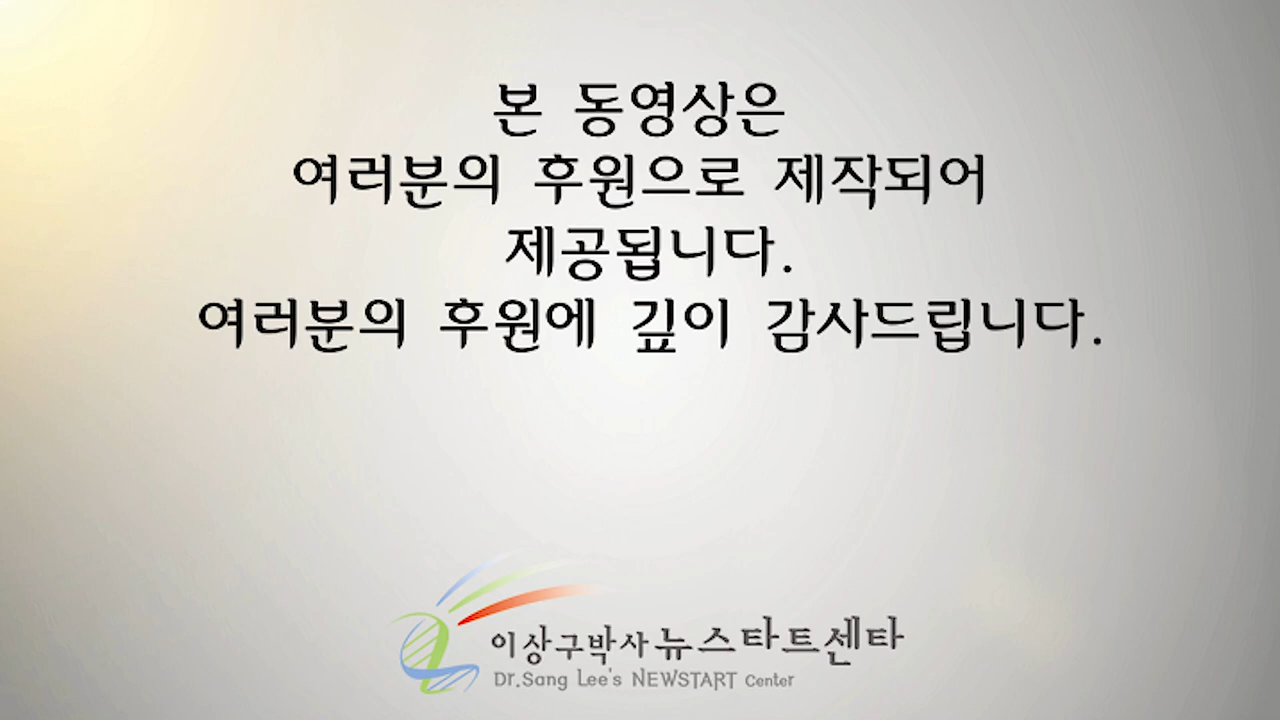 본 동영상은
여러분의 후원으로 제작되어
제공됩니다.
여러분의 후원에 깊이 감사드립니다.
이상구박사 뉴스타트센타
Dr.Sang Lee's NEWSTART Center